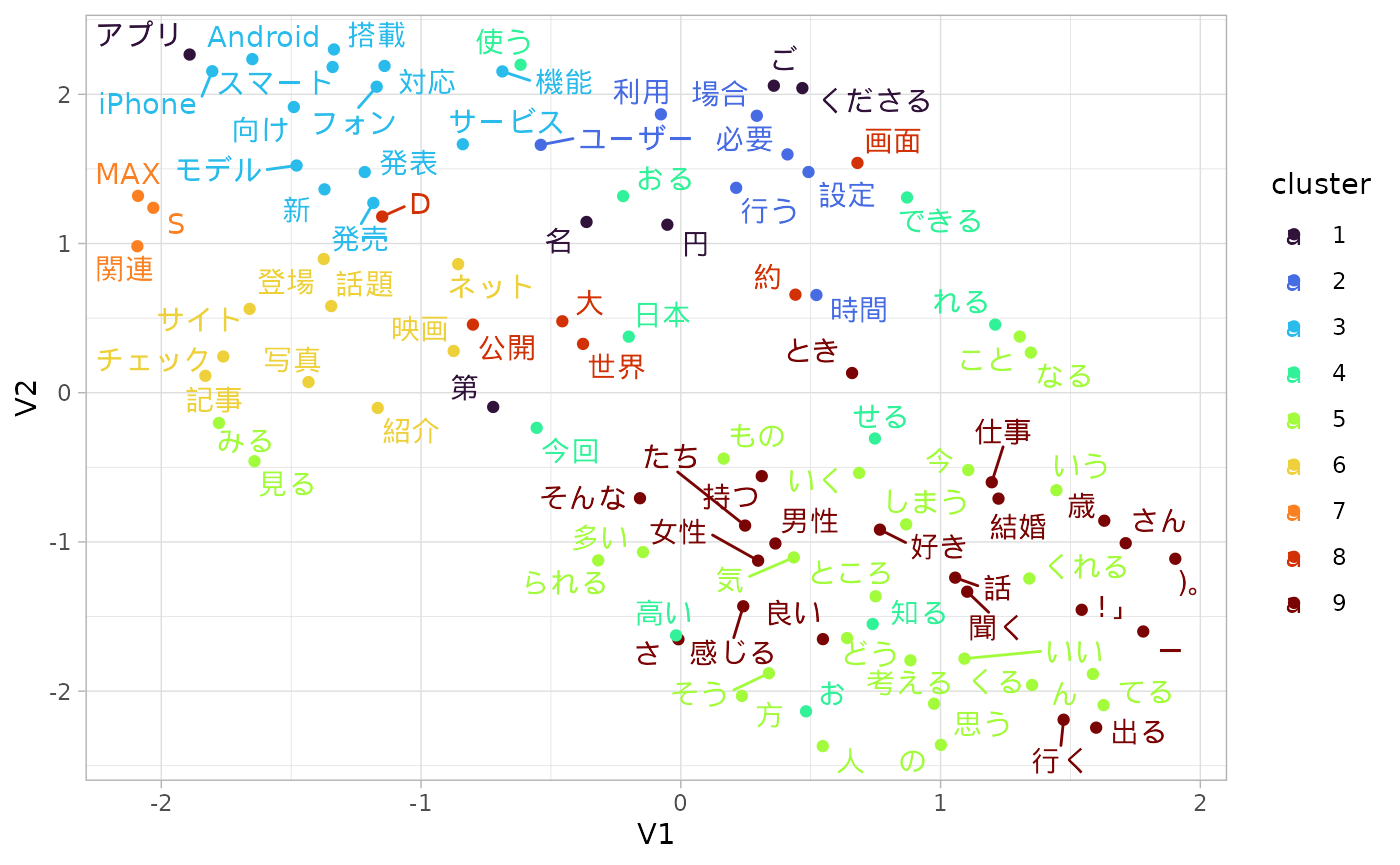 アプリ
Android
搭載
使う
ご
iPhone
スマート
対応
機能
利用
場合
くださる
向け
フォン
サービス
ユーザー
必要
画面
MAX
モデル
発表
おる
設定
S
新
D
行う
できる
発売
名
円
関連
登場
話題
ネット
約
時間
れる
サイト
映画
公開
大
日本
世界
とき
こと
なる
チェック
写真
記事
第
紹介
せる
仕事
みる
見る
今回
もの
たち
そんな
持つ
いく
今
いう
しまう
歳
さん
結婚
女性
男性
好き
多い
られる
気
ところ
くれる
)。
話
高い
良い
知る
聞く
!」
さ
感じる
どう
いい
ー
そう
方
お
考える
くる
ん
てる
思う
出る
人
の
行く
2
1
0
-1
-2
-2
-1
0
1
2
V1
V2
cluster
a 1
a 2
a 3
a 4
a 5
a 6
a 7
a 8
a 9